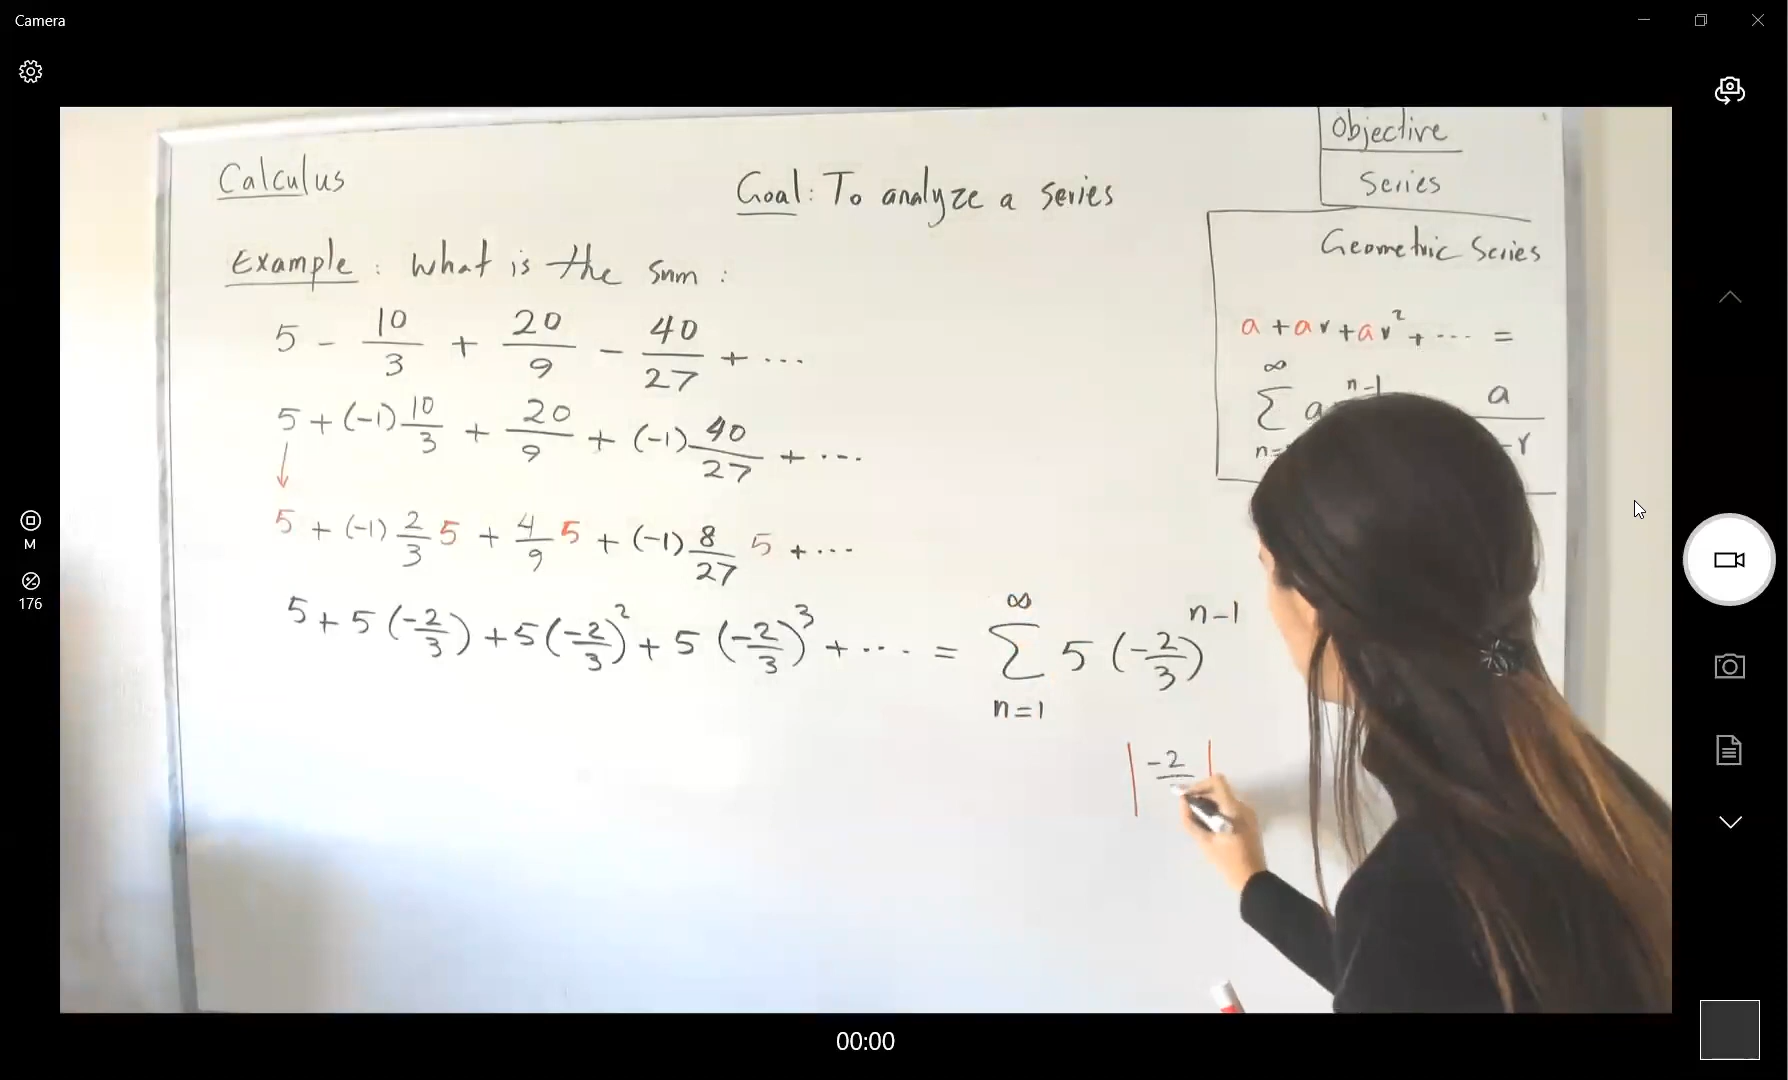 Camera
Calculus
Goal: To analyze a series
Objective
Series
Geometric Series
Example: What is the sum:
5 - 10/3 + 20/9 - 40/27 + ...
a + ar + ar² + ... =
∞ Σ n= a n-1 a/-r
5 + (-1) 10/3 + 20/9 + (-1) 40/27 + ...
5 + (-1) 2/3 5 + 4/9 5 + (-1) 8/27 5 + ...
5 + 5 (-2/3) + 5 (-2/3)² + 5 (-2/3)³ + ... = ∞ Σ n=1 5 (-2/3)ⁿ⁻¹
| -2 |
M
176
00:00